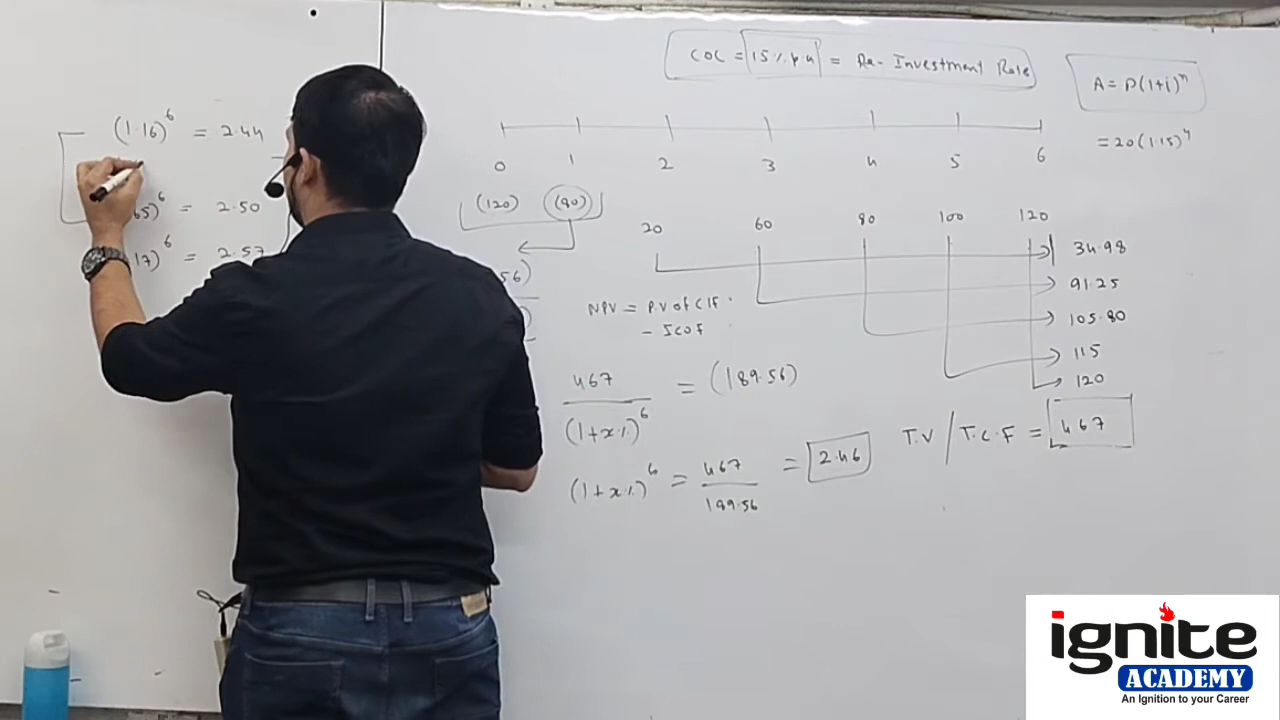 COC = 15% p.a = Re-Investment Rate
A = P(1+i)^n
= 20(1.15)^4
(1.16)^6 = 2.44
65)^6 = 2.50
17)^6 = 2.57
0 1 2 3 4 5 6
(120) (90)
20 60 80 100 120
34.98
91.25
105.80
115
120
56)
NPV = P.V of CIF
- ICOF
467 / (1+x%)^6 = (189.56)
(1+x%)^6 = 467 / 189.56 = 2.46
T.V / T.C.F = 467
ignite
ACADEMY
An Ignition to your Career